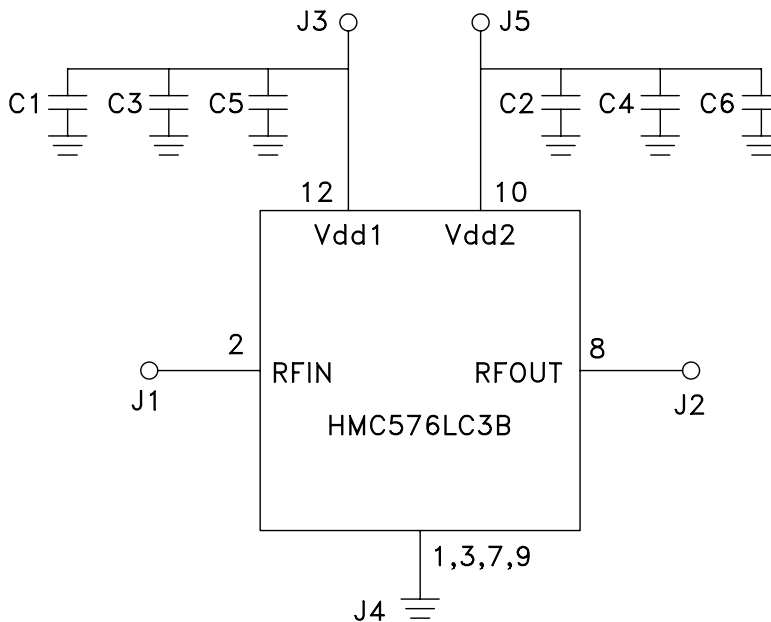 J3 J5
C1 C3 C5 C2 C4 C6
12 10
Vdd1 Vdd2
2 8
RFIN RFOUT
J1 J2
HMC576LC3B
1,3,7,9
J4